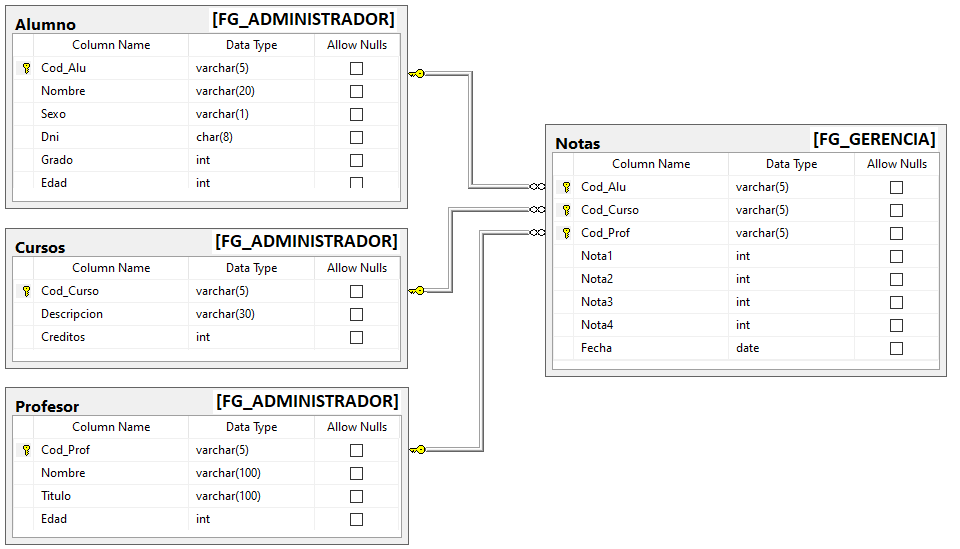 Alumno [FG_ADMINISTRADOR]
Column Name Data Type Allow Nulls
Cod_Alu varchar(5)
Nombre varchar(20)
Sexo varchar(1)
Dni char(8)
Grado int
Edad int
Cursos [FG_ADMINISTRADOR]
Column Name Data Type Allow Nulls
Cod_Curso varchar(5)
Descripcion varchar(30)
Creditos int
Profesor [FG_ADMINISTRADOR]
Column Name Data Type Allow Nulls
Cod_Prof varchar(5)
Nombre varchar(100)
Titulo varchar(100)
Edad int
Notas [FG_GERENCIA]
Column Name Data Type Allow Nulls
Cod_Alu varchar(5)
Cod_Curso varchar(5)
Cod_Prof varchar(5)
Nota1 int
Nota2 int
Nota3 int
Nota4 int
Fecha date